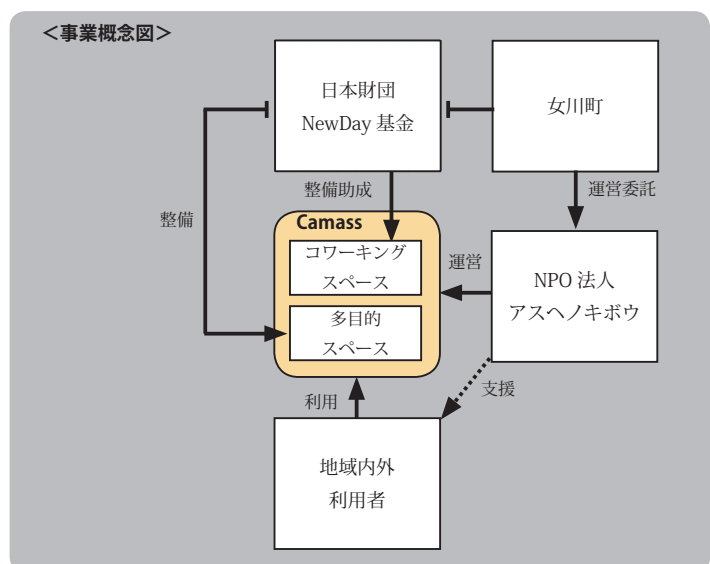 ＜事業概念図＞
日本財団
NewDay 基金
女川町
整備助成
運営委託
整備
Camass
コワーキング
スペース
運営
NPO 法人
アスヘノキボウ
多目的
スペース
利用
支援
地域内外
利用者